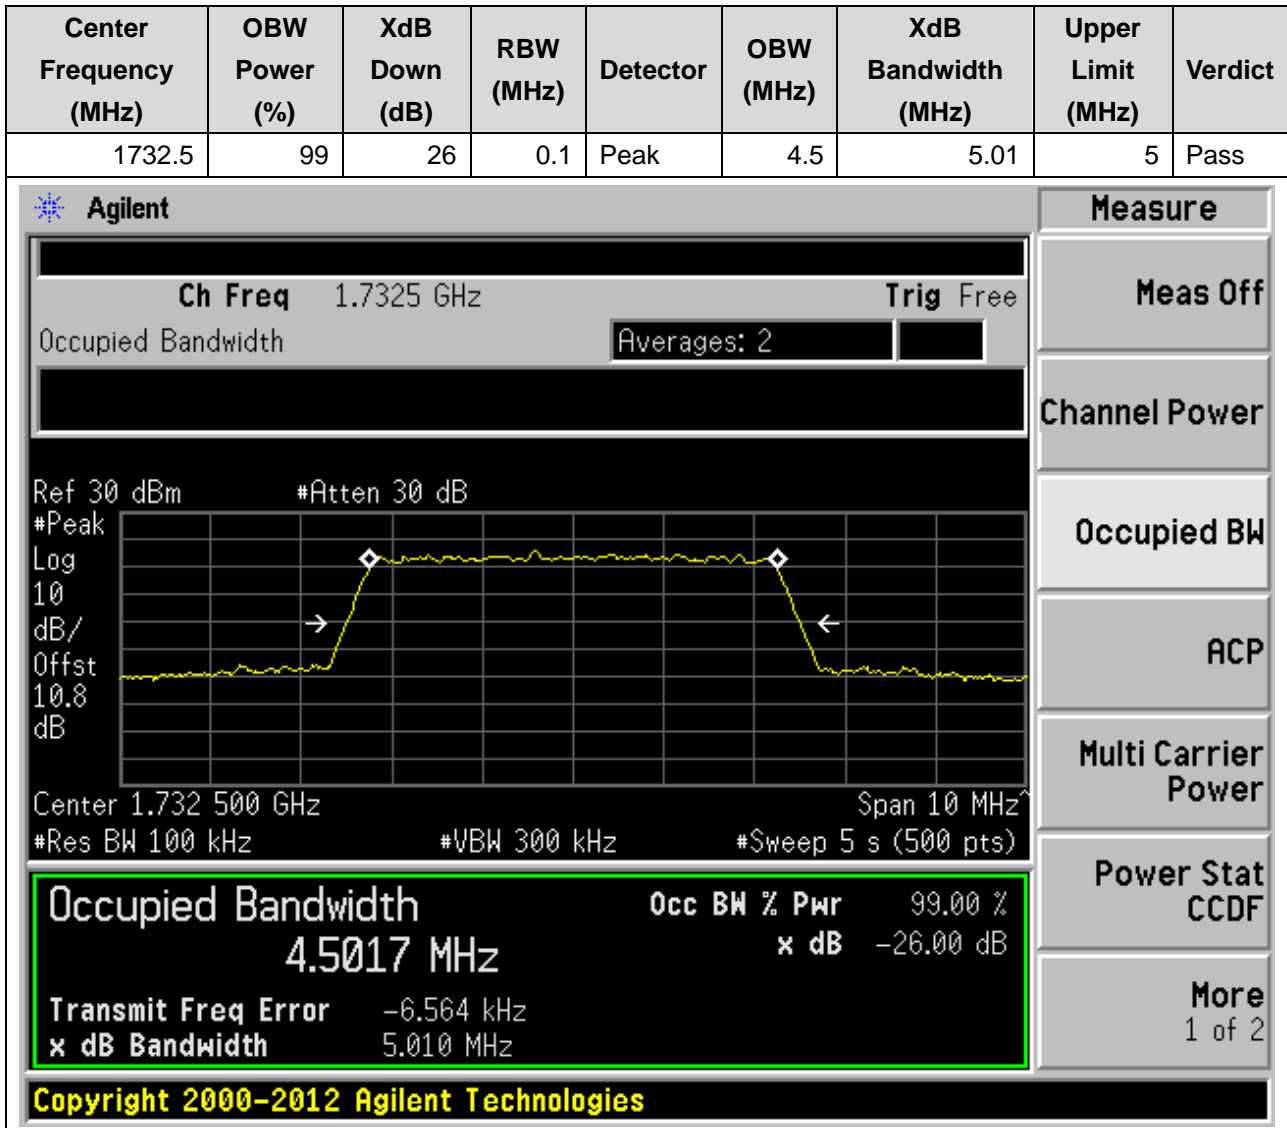 Center Frequency (MHz) OBW Power (%) XdB Down (dB) RBW (MHz) Detector OBW (MHz) XdB Bandwidth (MHz) Upper Limit (MHz) Verdict
1732.5 99 26 0.1 Peak 4.5 5.01 5 Pass
Agilent
Measure
Ch Freq 1.7325 GHz Trig Free
Occupied Bandwidth Averages: 2
Ref 30 dBm #Atten 30 dB
#Peak
Log
10
dB/
Offst
10.8
dB
Center 1.732 500 GHz Span 10 MHz^
#Res BW 100 kHz #VBW 300 kHz #Sweep 5 s (500 pts)
Occupied Bandwidth Occ BW % Pwr 99.00 %
4.5017 MHz x dB -26.00 dB
Transmit Freq Error -6.564 kHz
x dB Bandwidth 5.010 MHz
Meas Off
Channel Power
Occupied BW
ACP
Multi Carrier
Power
Power Stat
CCDF
More
1 of 2
Copyright 2000-2012 Agilent Technologies